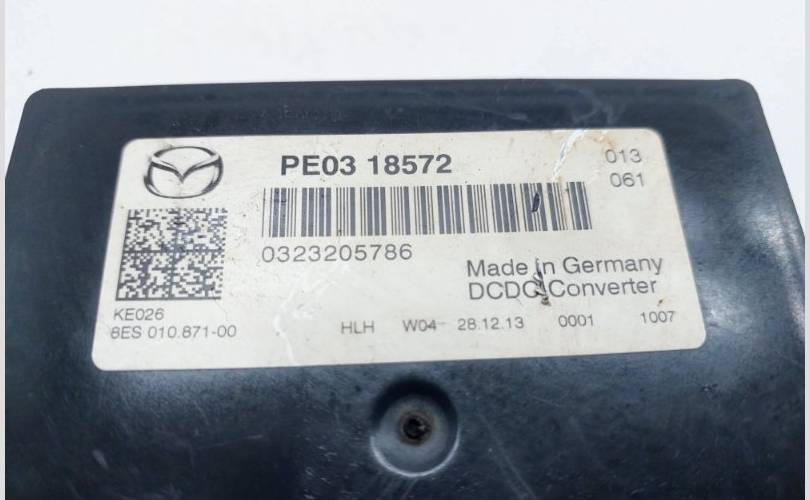 PE03 18572
013
061
0323205786
Made in Germany
DCDC Converter
KE026
8ES 010.871-00
HLH W04 28.12.13 0001 1007